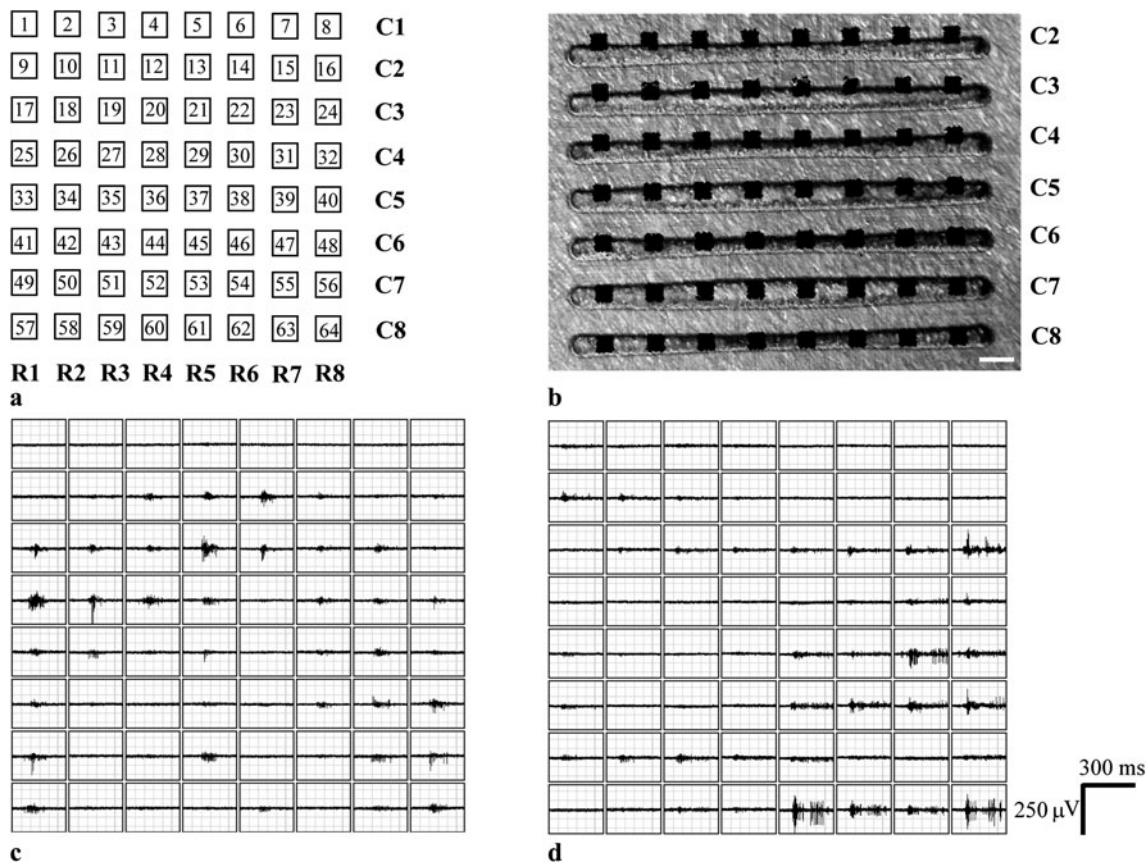 1 2 3 4 5 6 7 8 C1
9 10 11 12 13 14 15 16 C2
17 18 19 20 21 22 23 24 C3
25 26 27 28 29 30 31 32 C4
33 34 35 36 37 38 39 40 C5
41 42 43 44 45 46 47 48 C6
49 50 51 52 53 54 55 56 C7
57 58 59 60 61 62 63 64 C8
R1 R2 R3 R4 R5 R6 R7 R8
a
C2
C3
C4
C5
C6
C7
C8
b
c
300 ms
250 μV
d